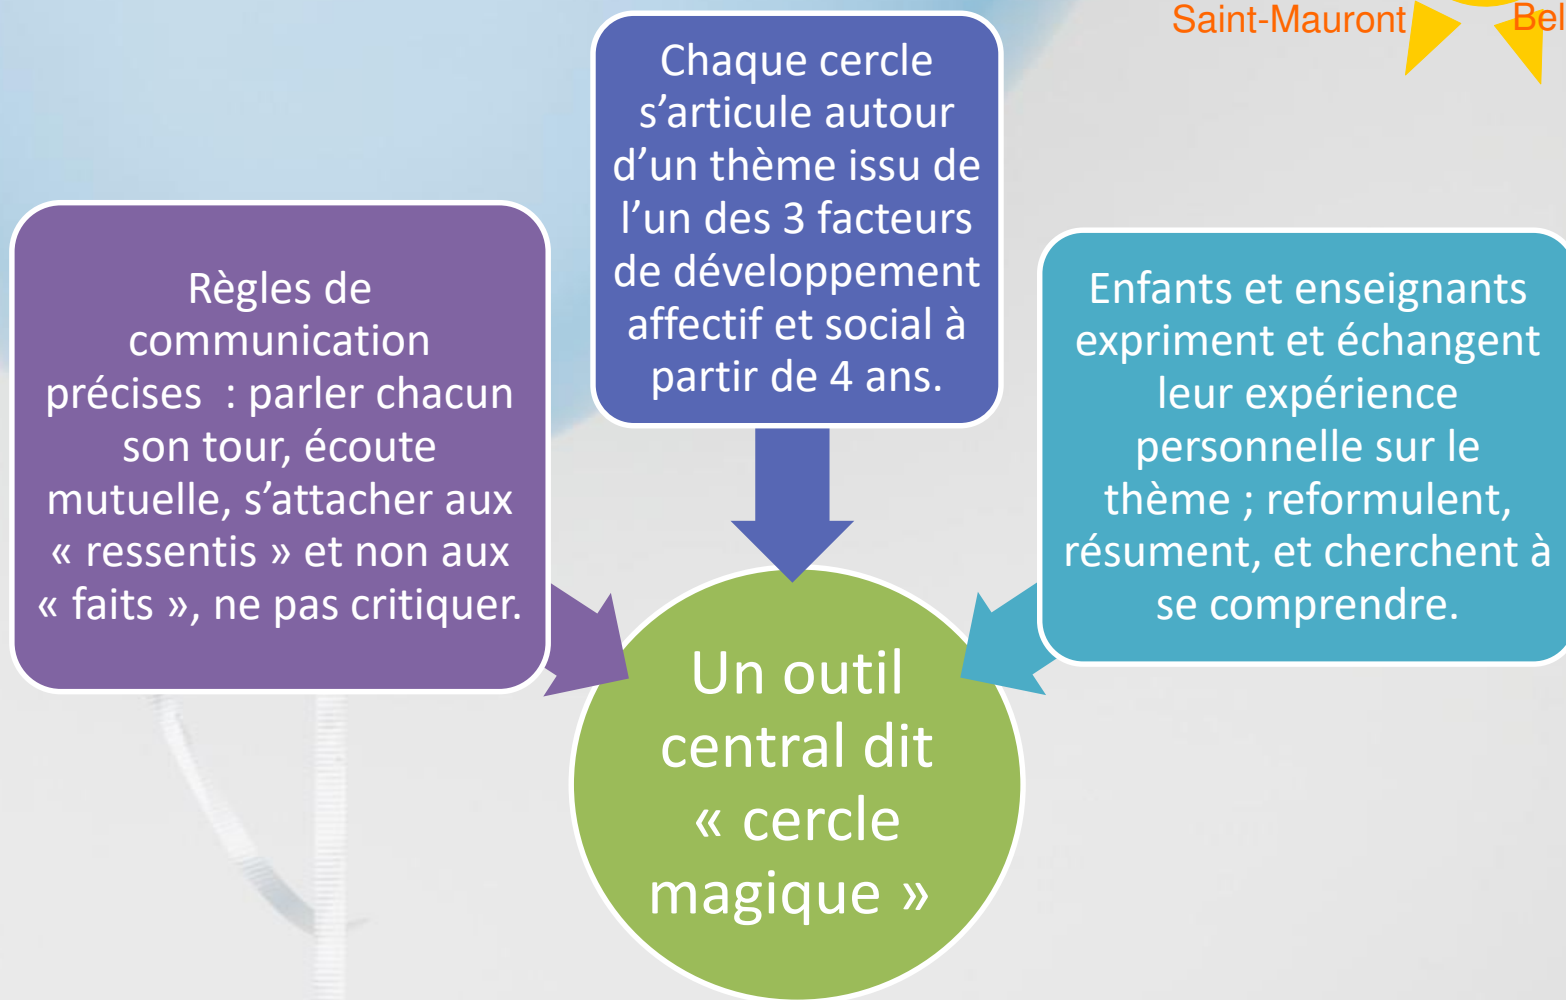 Saint-Mauront
Règles de
communication
précises  : parler chacun
son tour, écoute
mutuelle, s’attacher aux
« ressentis » et non aux
« faits », ne pas critiquer.
Chaque cercle
s’articule autour
d’un thème issu de
l’un des 3 facteurs
de développement
affectif et social à
partir de 4 ans.
Enfants et enseignants
expriment et échangent
leur expérience
personnelle sur le
thème ; reformulent,
résument, et cherchent à
se comprendre.
Un outil
central dit
« cercle
magique »